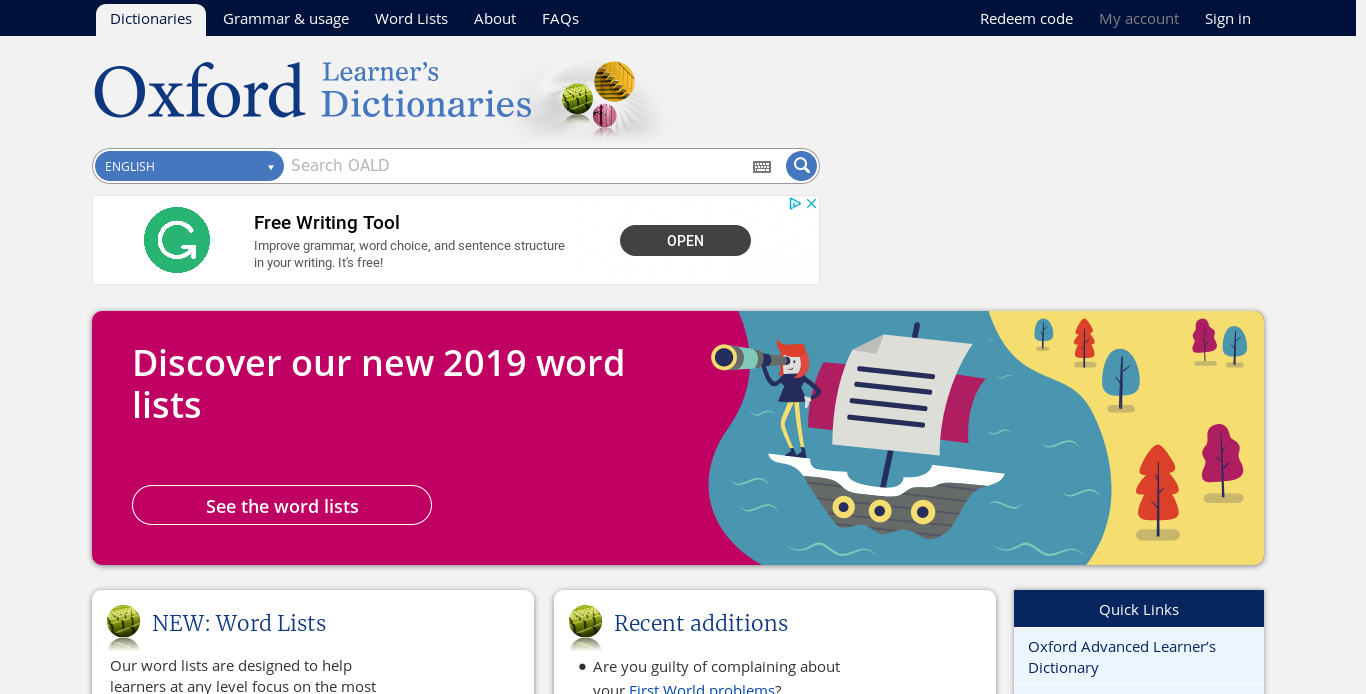 Dictionaries Grammar & usage Word Lists About FAQs Redeem code My account Sign in
Oxford Learner's Dictionaries
ENGLISH Search OALD
Free Writing Tool
Improve grammar, word choice, and sentence structure
in your writing. It's free!
OPEN
Discover our new 2019 word
lists
See the word lists
NEW: Word Lists
Our word lists are designed to help
learners at any level focus on the most
Recent additions
Are you guilty of complaining about
your First World problems?
Quick Links
Oxford Advanced Learner's
Dictionary